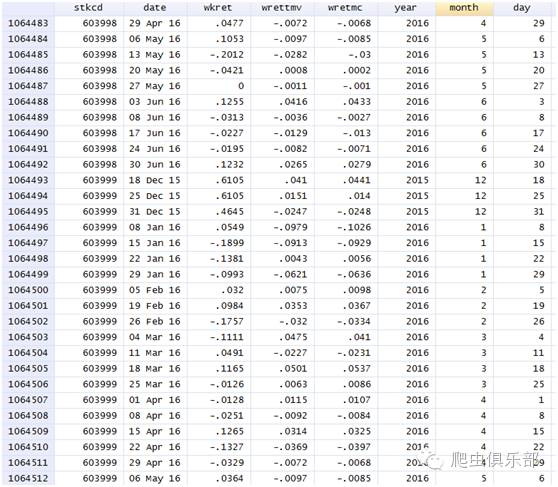 stkcd date wkret wrettmv wretmc year month day
1064483 603998 29 Apr 16 .0477 -.0072 -.0068 2016 4 29
1064484 603998 06 May 16 .1053 -.0097 -.0085 2016 5 6
1064485 603998 13 May 16 -.2012 -.0282 -.03 2016 5 13
1064486 603998 20 May 16 -.0421 .0008 .0002 2016 5 20
1064487 603998 27 May 16 0 -.0011 -.001 2016 5 27
1064488 603998 03 Jun 16 .1255 .0416 .0433 2016 6 3
1064489 603998 08 Jun 16 -.0313 -.0036 -.0027 2016 6 8
1064490 603998 17 Jun 16 -.0227 -.0129 -.013 2016 6 17
1064491 603998 24 Jun 16 -.0195 -.0082 -.0071 2016 6 24
1064492 603998 30 Jun 16 .1232 .0265 .0279 2016 6 30
1064493 603999 18 Dec 15 .6105 .041 .0441 2015 12 18
1064494 603999 25 Dec 15 .6105 .0151 .014 2015 12 25
1064495 603999 31 Dec 15 .4645 -.0247 -.0248 2015 12 31
1064496 603999 08 Jan 16 .0549 -.0979 -.1026 2016 1 8
1064497 603999 15 Jan 16 -.1899 -.0913 -.0929 2016 1 15
1064498 603999 22 Jan 16 -.1381 .0043 .0056 2016 1 22
1064499 603999 29 Jan 16 -.0993 -.0621 -.0636 2016 1 29
1064500 603999 05 Feb 16 .032 .0075 .0098 2016 2 5
1064501 603999 19 Feb 16 .0984 .0353 .0367 2016 2 19
1064502 603999 26 Feb 16 -.1757 -.032 -.0334 2016 2 26
1064503 603999 04 Mar 16 -.1111 .0475 .041 2016 3 4
1064504 603999 11 Mar 16 .0491 -.0227 -.0231 2016 3 11
1064505 603999 18 Mar 16 .1165 .0501 .0537 2016 3 18
1064506 603999 25 Mar 16 -.0126 .0063 .0086 2016 3 25
1064507 603999 01 Apr 16 -.0128 .0115 .0107 2016 4 1
1064508 603999 08 Apr 16 -.0251 -.0092 -.0084 2016 4 8
1064509 603999 15 Apr 16 .1265 .0314 .0325 2016 4 15
1064510 603999 22 Apr 16 -.1327 -.0369 -.0397 2016 4 22
1064511 603999 29 Apr 16 -.0329 -.0072 -.0068 2016 4 29
1064512 603999 06 May 16 .0364 -.0097 -.0085 2016 5 6
爬虫俱乐部